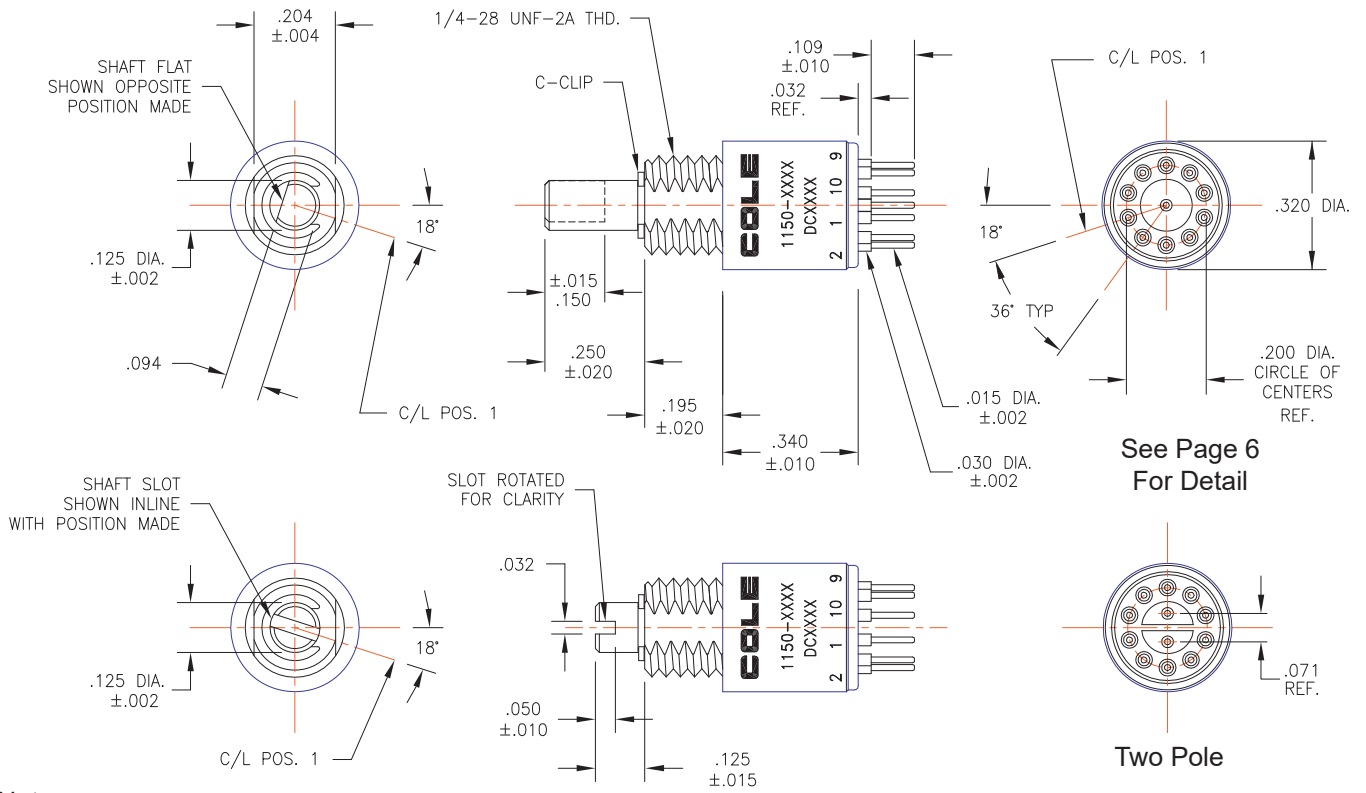 .204
±.004
SHAFT FLAT
SHOWN OPPOSITE
POSITION MADE
.125 DIA.
±.002
.094
18°
C/L POS. 1
1/4-28 UNF-2A THD.
C-CLIP
.109
±.010
.032
REF.
COLE
1150-XXXX
DCXXXX
2 1 10 9
±.015
.150
.250
±.020
.195
±.020
.340
±.010
.015 DIA.
±.002
.030 DIA.
±.002
C/L POS. 1
18°
36° TYP
.320 DIA.
.200 DIA.
CIRCLE OF
CENTERS
REF.
See Page 6
For Detail
SHAFT SLOT
SHOWN INLINE
WITH POSITION MADE
.125 DIA.
±.002
18°
C/L POS. 1
SLOT ROTATED
FOR CLARITY
.032
COLE
1150-XXXX
DCXXXX
2 1 10 9
.050
±.010
.125
±.015
.071
REF.
Two Pole